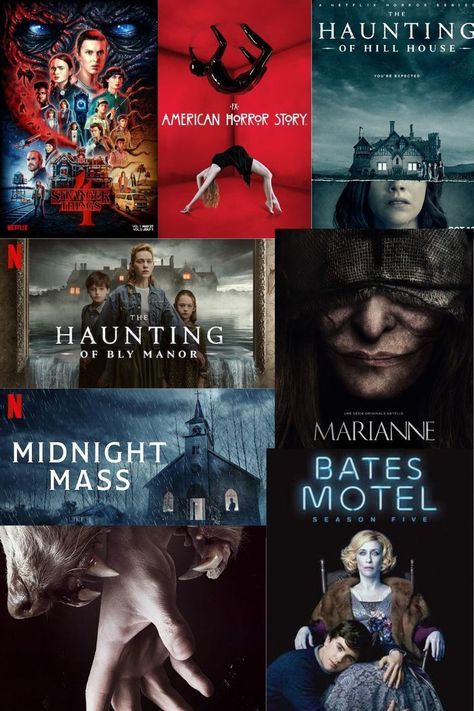 STRANGER
THINGS
4
NETFLIX
AMERICAN HORROR STORY
A NETFLIX HORROR SERIES
THE
HAUNTING
OF HILL HOUSE
YOU'RE EXPECTED
N
THE
HAUNTING
OF BLY MANOR
UNE SÉRIE ORIGINALE NETFLIX
MARIANNE
N
MIDNIGHT
MASS
BATES
MOTEL
SEASON FIVE